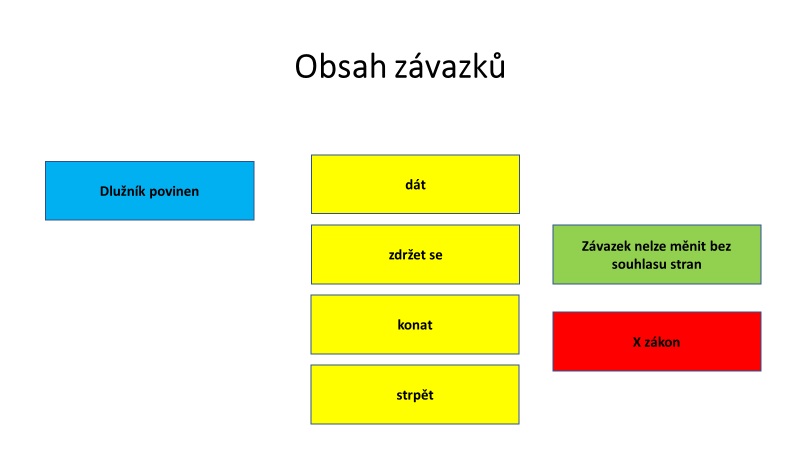 Obsah závazků
Dlužník povinen
dát
zdržet se
konat
strpět
Závazek nelze měnit bez
souhlasu stran
X zákon